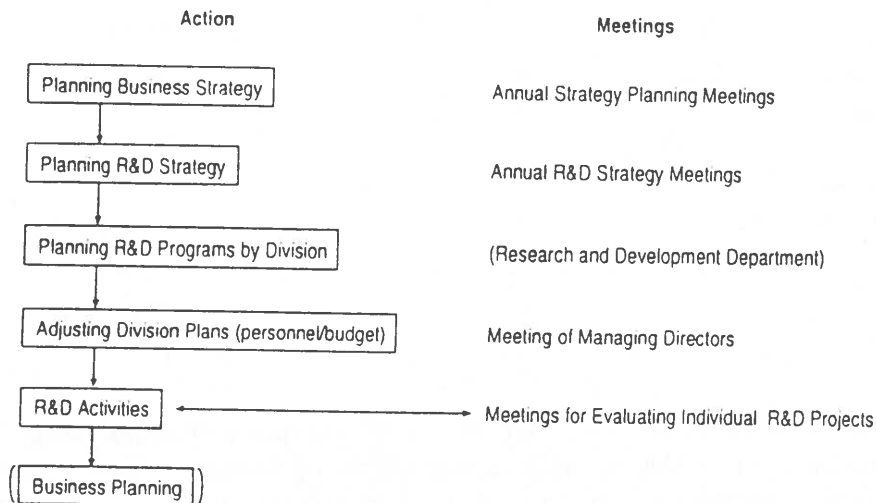 Action Meetings
Planning Business Strategy Annual Strategy Planning Meetings
Planning R&D Strategy Annual R&D Strategy Meetings
Planning R&D Programs by Division (Research and Development Department)
Adjusting Division Plans (personnel/budget) Meeting of Managing Directors
R&D Activities Meetings for Evaluating Individual R&D Projects
(Business Planning)